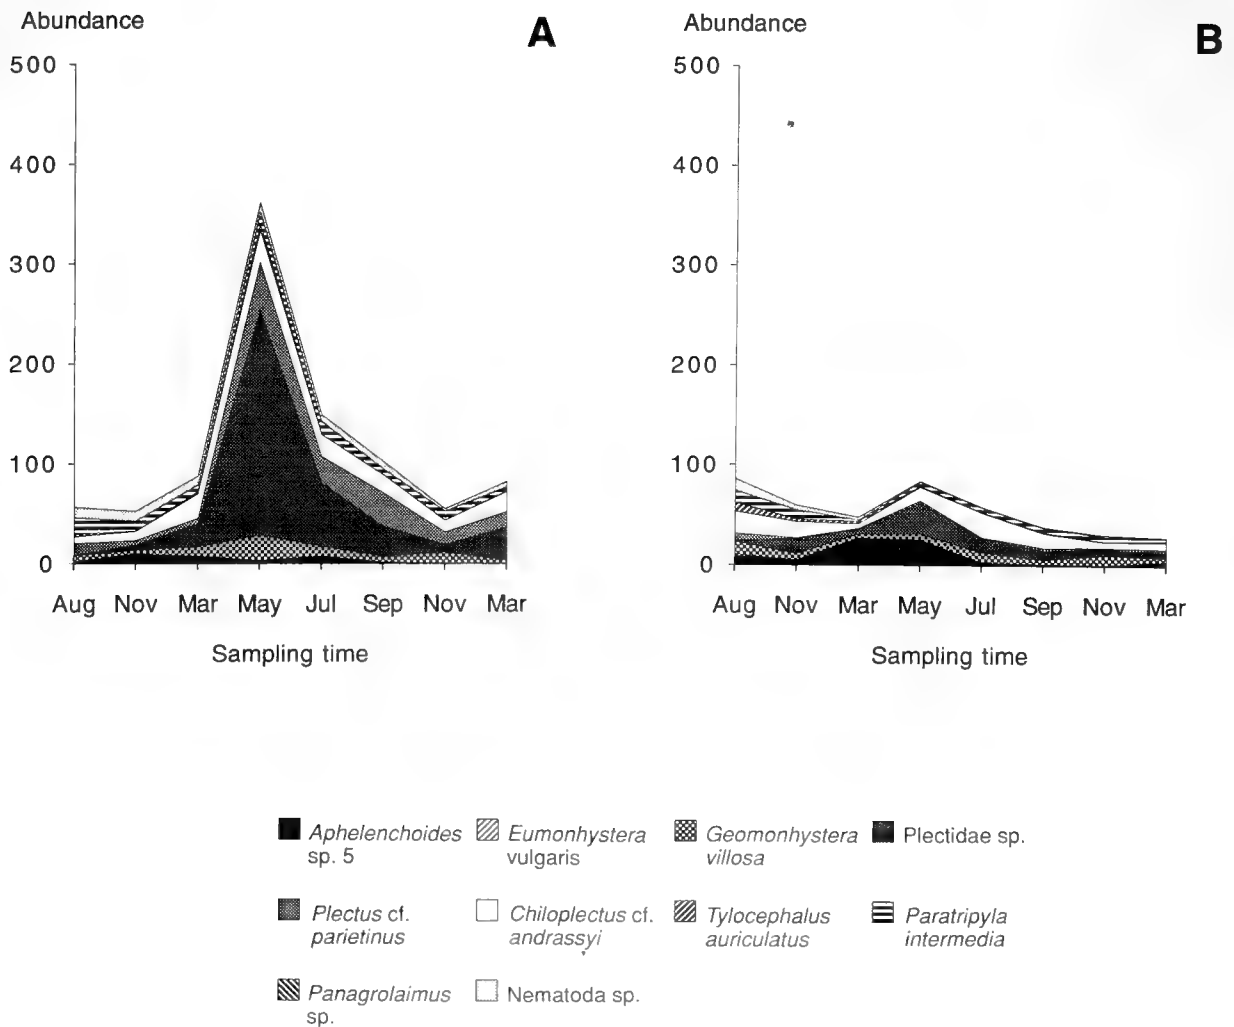 Abundance
A
500
400
300
200
100
0
Aug Nov Mar May Jul Sep Nov Mar
Sampling time
Abundance
B
500
400
300
200
100
0
Aug Nov Mar May Jul Sep Nov Mar
Sampling time
Aphelenchoides
sp. 5
Eumonhystera
vulgaris
Geomonhystera
villosa
Plectidae sp.
Plectus cf.
parietinus
Chiloplectus cf.
andrassyi
Tylocephalus
auriculatus
Paratripyla
intermedia
Panagrolaimus
sp.
Nematoda sp.